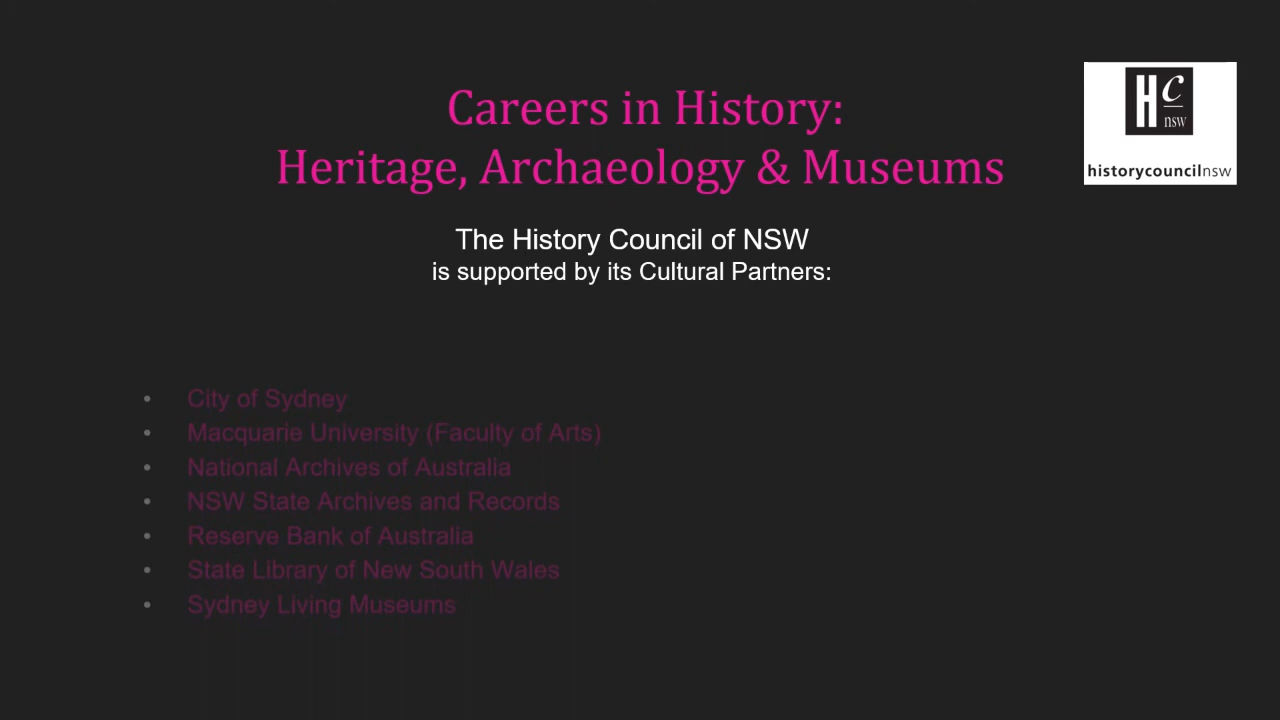 Careers in History:
Heritage, Archaeology & Museums
Hc
nsw
historycouncilnsw
The History Council of NSW
is supported by its Cultural Partners:
• City of Sydney
• Macquarie University (Faculty of Arts)
• National Archives of Australia
• NSW State Archives and Records
• Reserve Bank of Australia
• State Library of New South Wales
• Sydney Living Museums